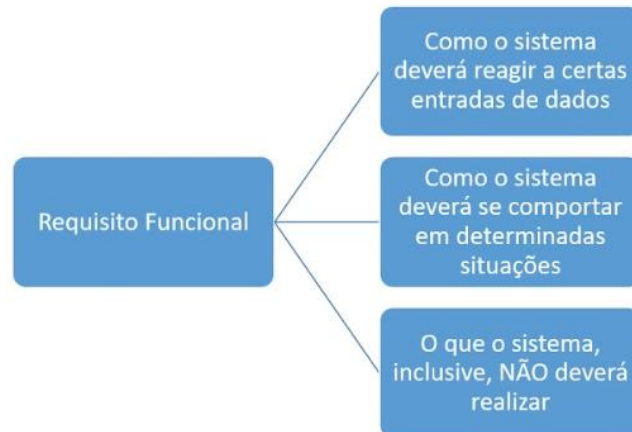 Requisito Funcional
Como o sistema
deverá reagir a certas
entradas de dados
Como o sistema
deverá se comportar
em determinadas
situações
O que o sistema,
inclusive, NÃO deverá
realizar